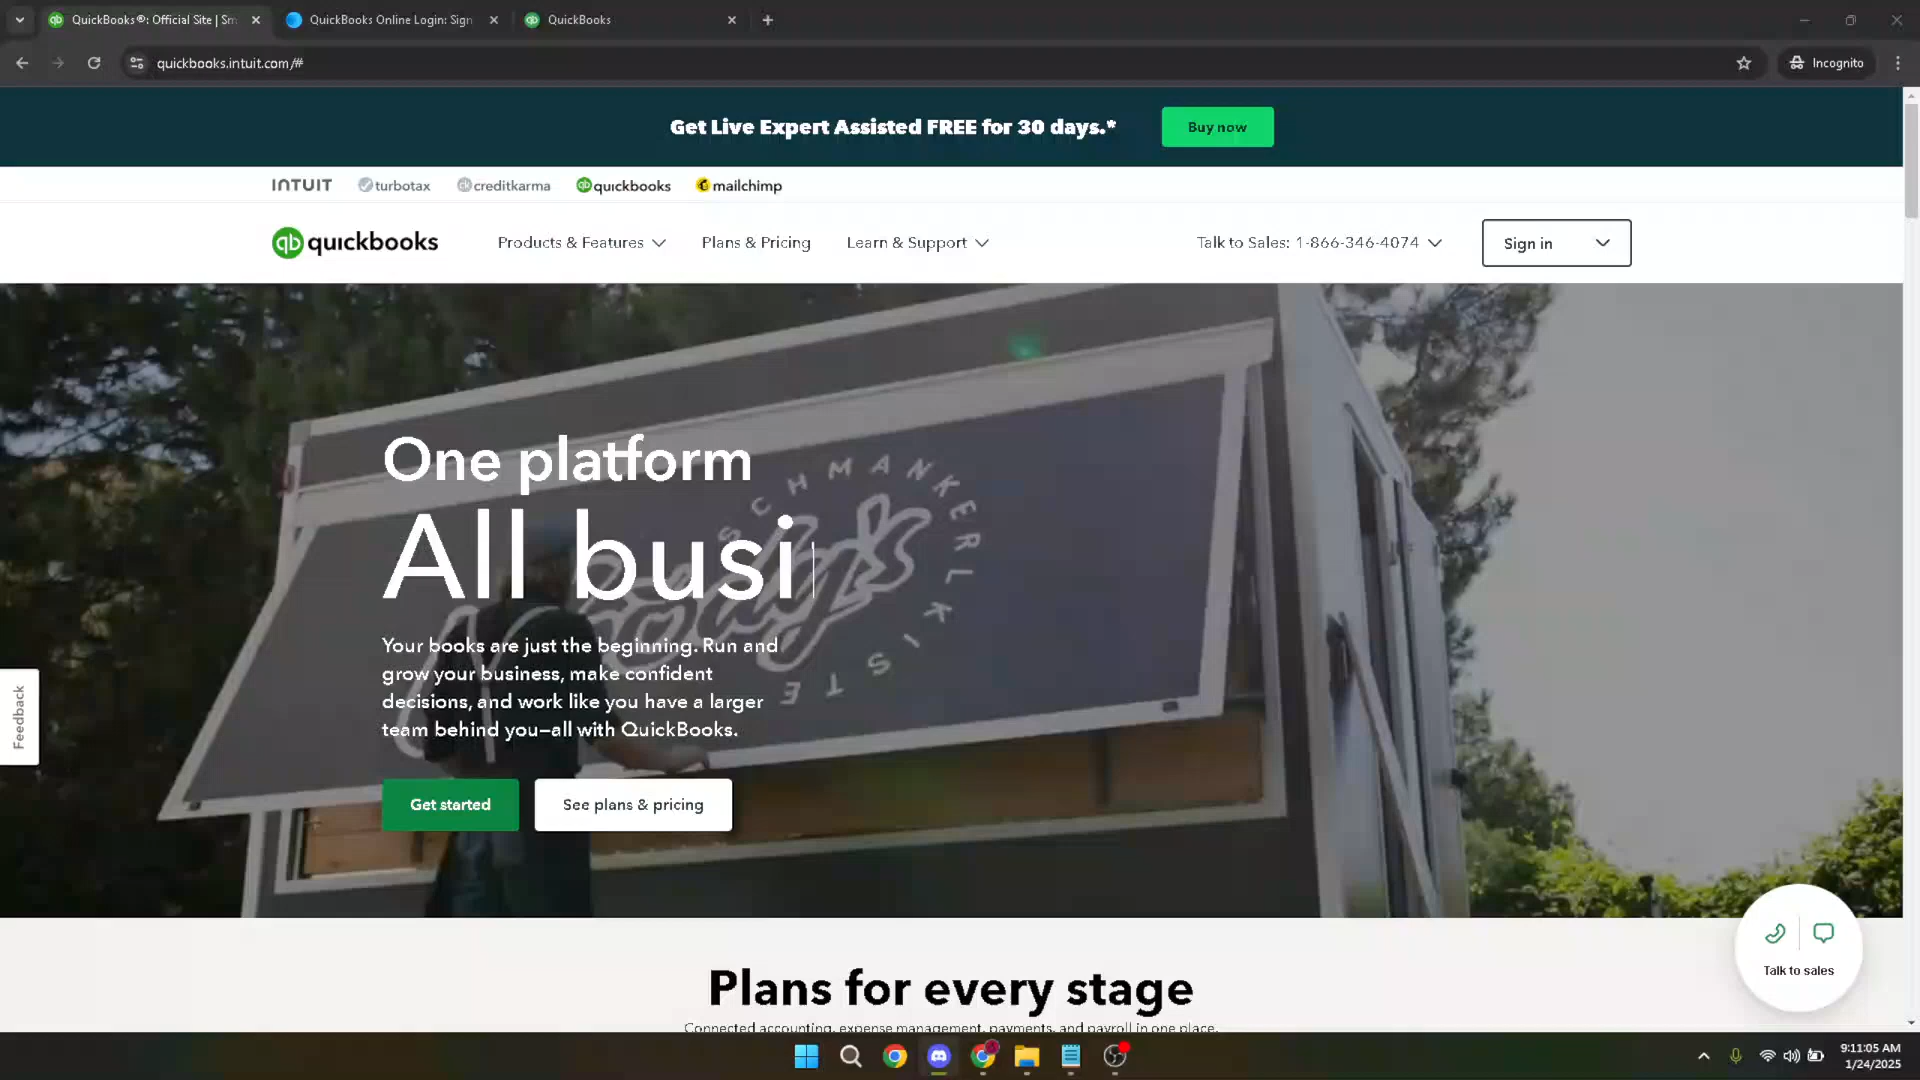 QuickBooks®: Official Site | Sm
QuickBooks Online Login: Sign
QuickBooks
quickbooks.intuit.com/#
Incognito
Get Live Expert Assisted FREE for 30 days.*
Buy now
INTUIT
turbotax
ck creditkarma
qb quickbooks
mailchimp
qb quickbooks
Products & Features
Plans & Pricing
Learn & Support
Talk to Sales: 1-866-346-4074
Sign in
One platform
All busi
SCHMANKERLKISTE
Your books are just the beginning. Run and
grow your business, make confident
decisions, and work like you have a larger
team behind you—all with QuickBooks.
Get started
See plans & pricing
Feedback
Talk to sales
Plans for every stage
Connected accounting, expense management, payments, and payroll in one place.
9:11:05 AM
1/24/2025